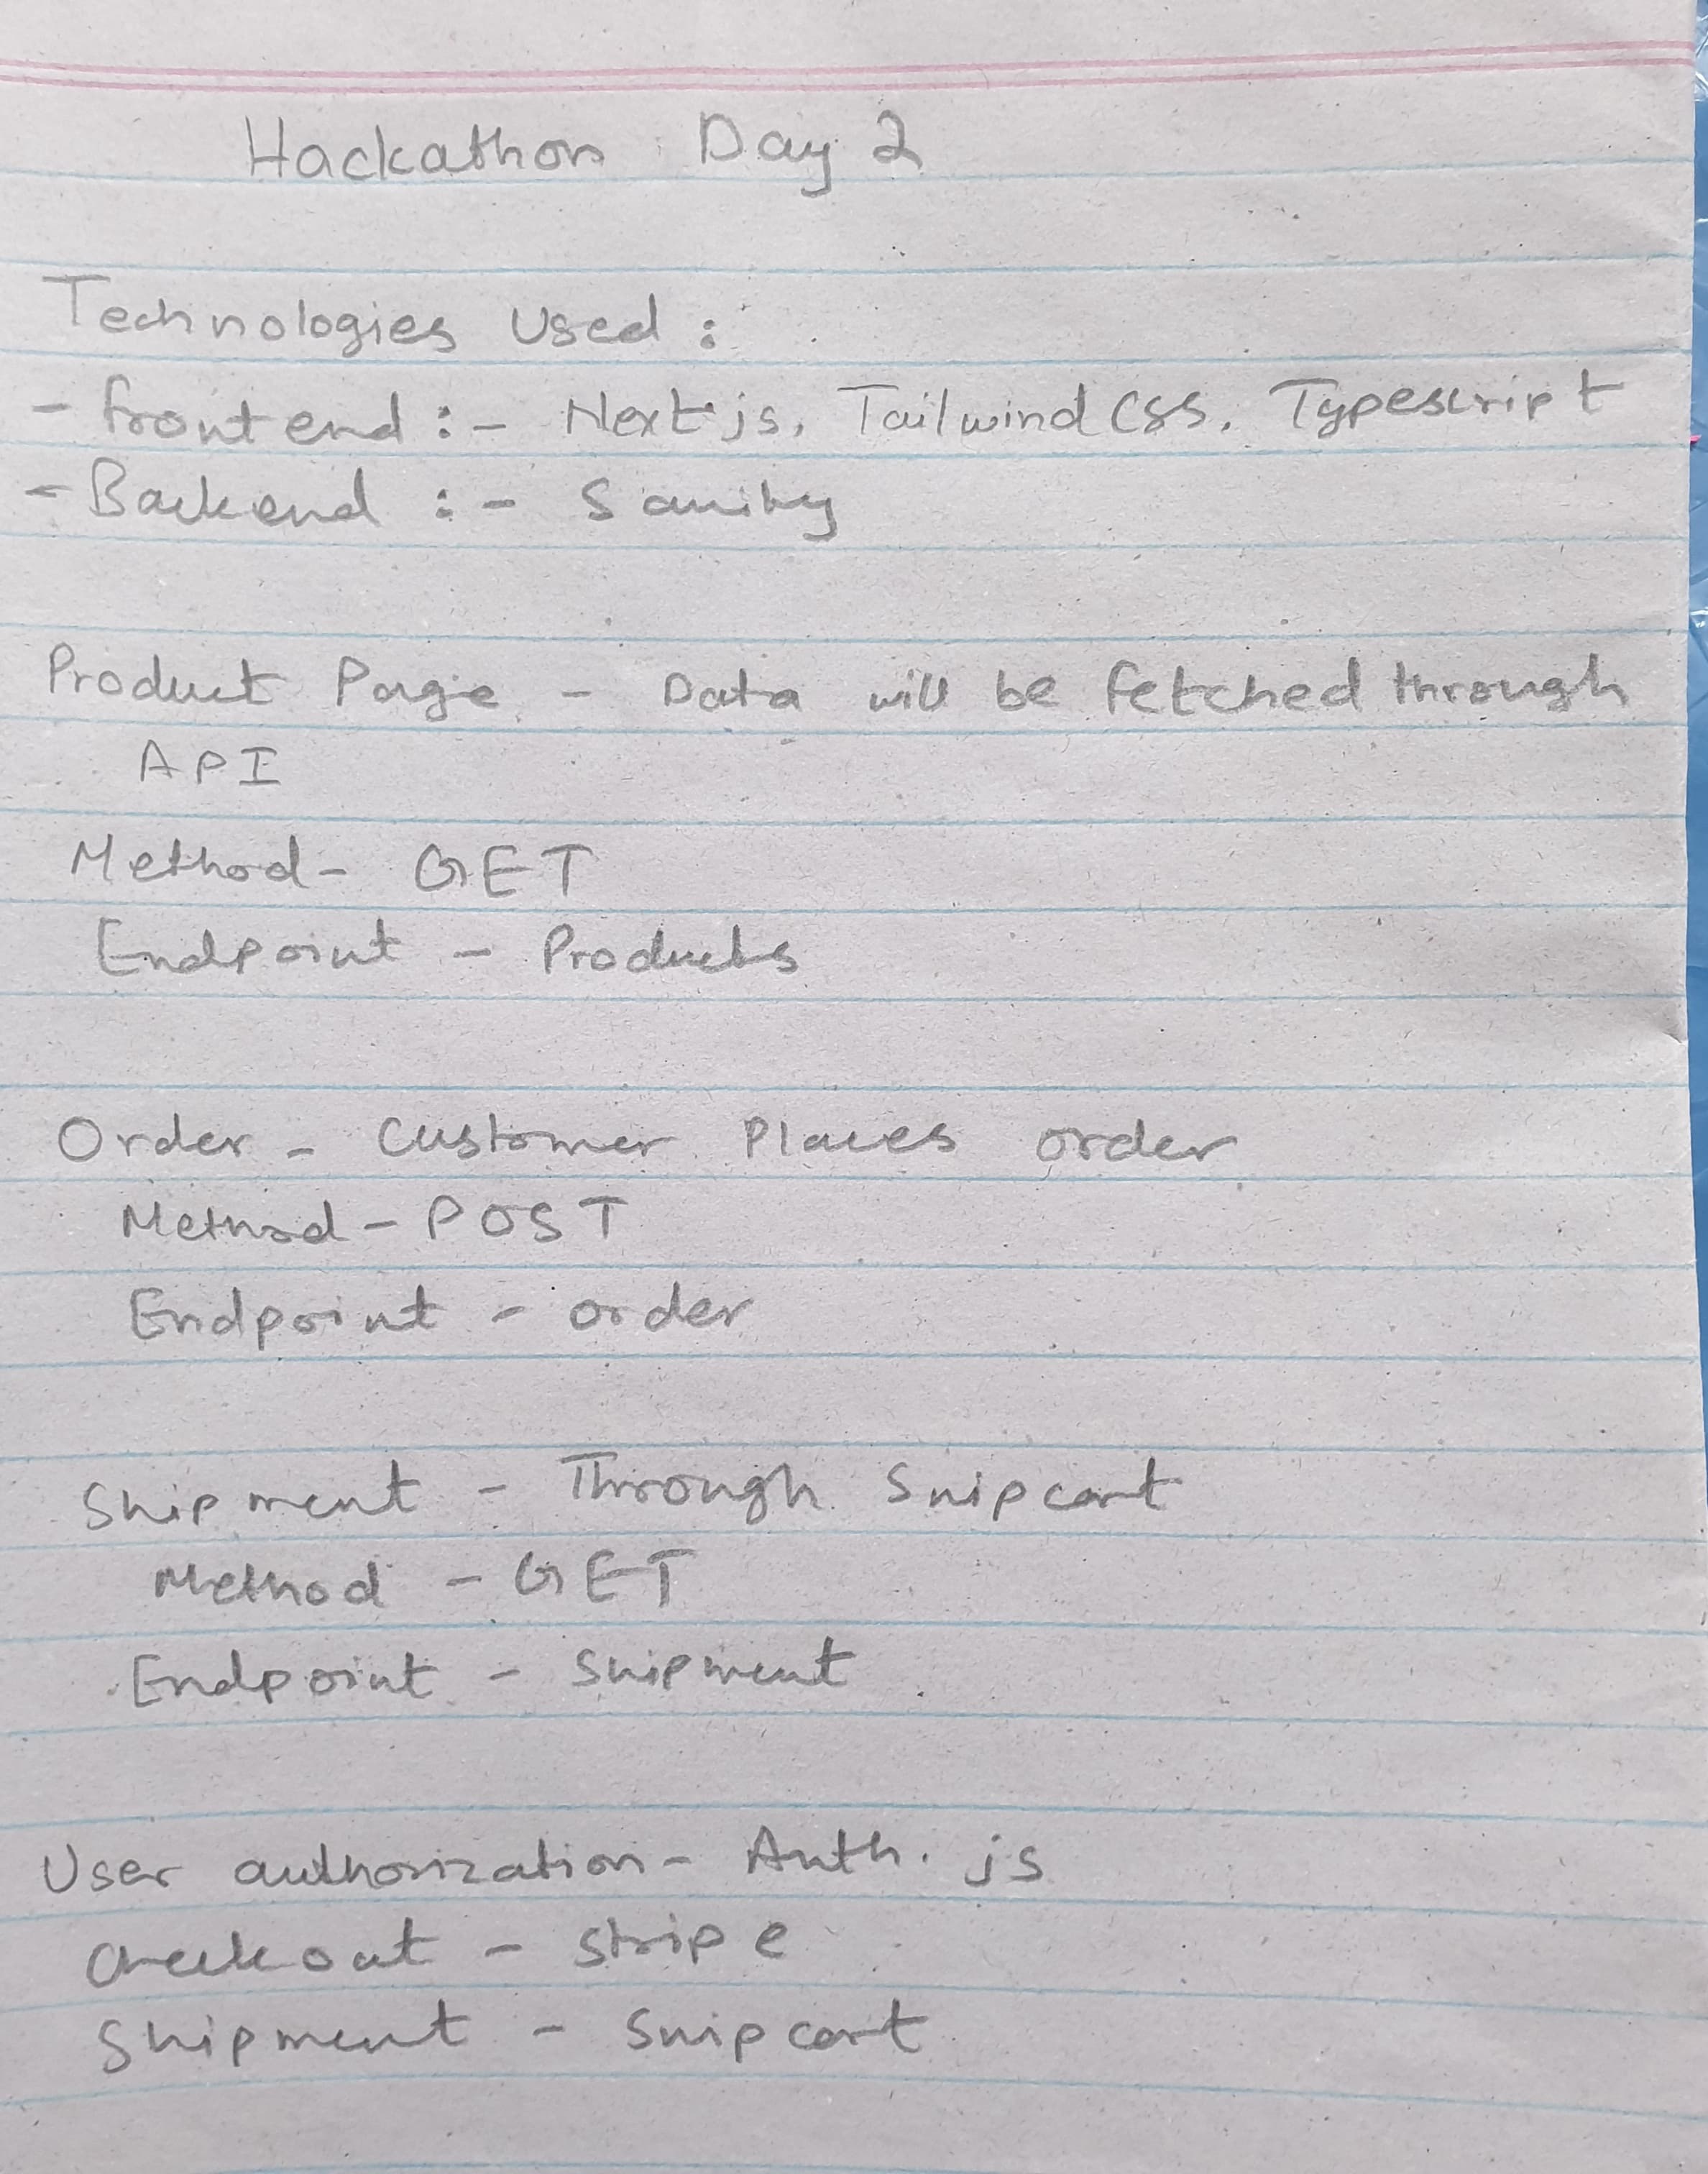 Hackathon Day 2
Technologies Used :
- frontend :- Next js, Tailwind CSS, Typescript
- Backend :- Sanity
Product Page - Data will be fetched through
API
Method - GET
Endpoint - Products
Order - Customer Places order
Method - POST
Endpoint - order
Shipment - Through Snipcart
Method - GET
Endpoint - Shipment
User authorization - Auth. js
Checkout - Stripe
Shipment - Snipcart